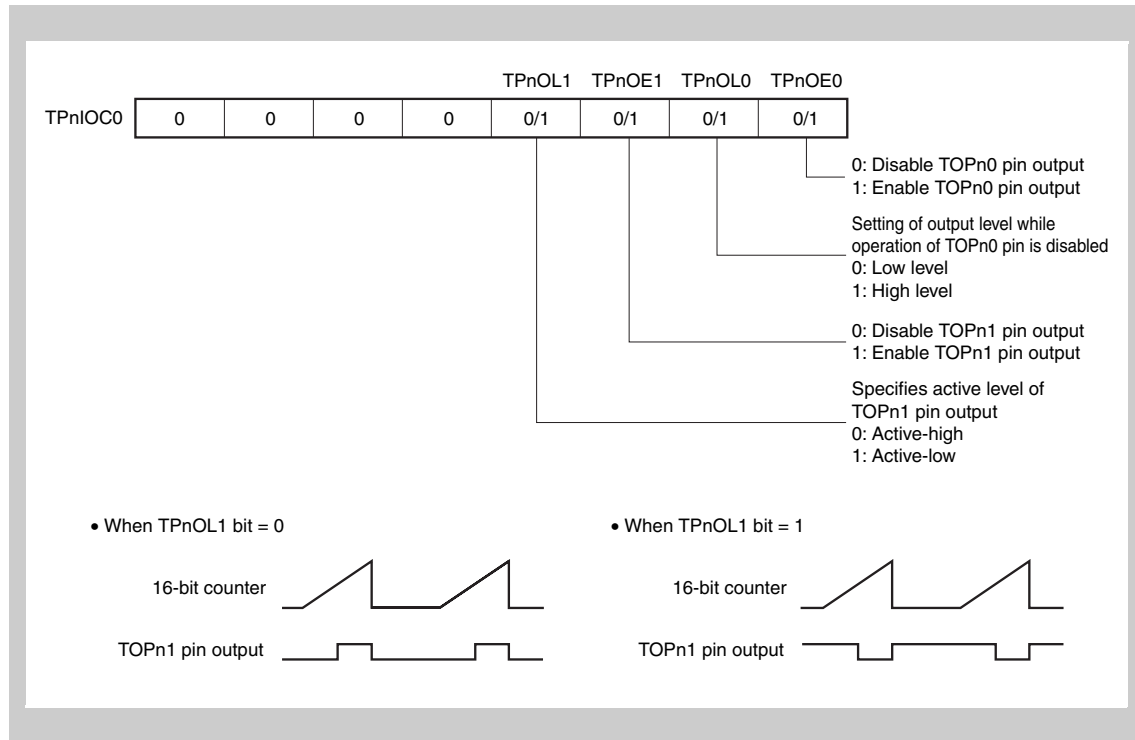 TPnOL1 TPnOE1 TPnOL0 TPnOE0
TPnIOC0 0 0 0 0 0/1 0/1 0/1 0/1
0: Disable TOPn0 pin output
1: Enable TOPn0 pin output
Setting of output level while
operation of TOPn0 pin is disabled
0: Low level
1: High level
0: Disable TOPn1 pin output
1: Enable TOPn1 pin output
Specifies active level of
TOPn1 pin output
0: Active-high
1: Active-low
• When TPnOL1 bit = 0
16-bit counter
TOPn1 pin output
• When TPnOL1 bit = 1
16-bit counter
TOPn1 pin output